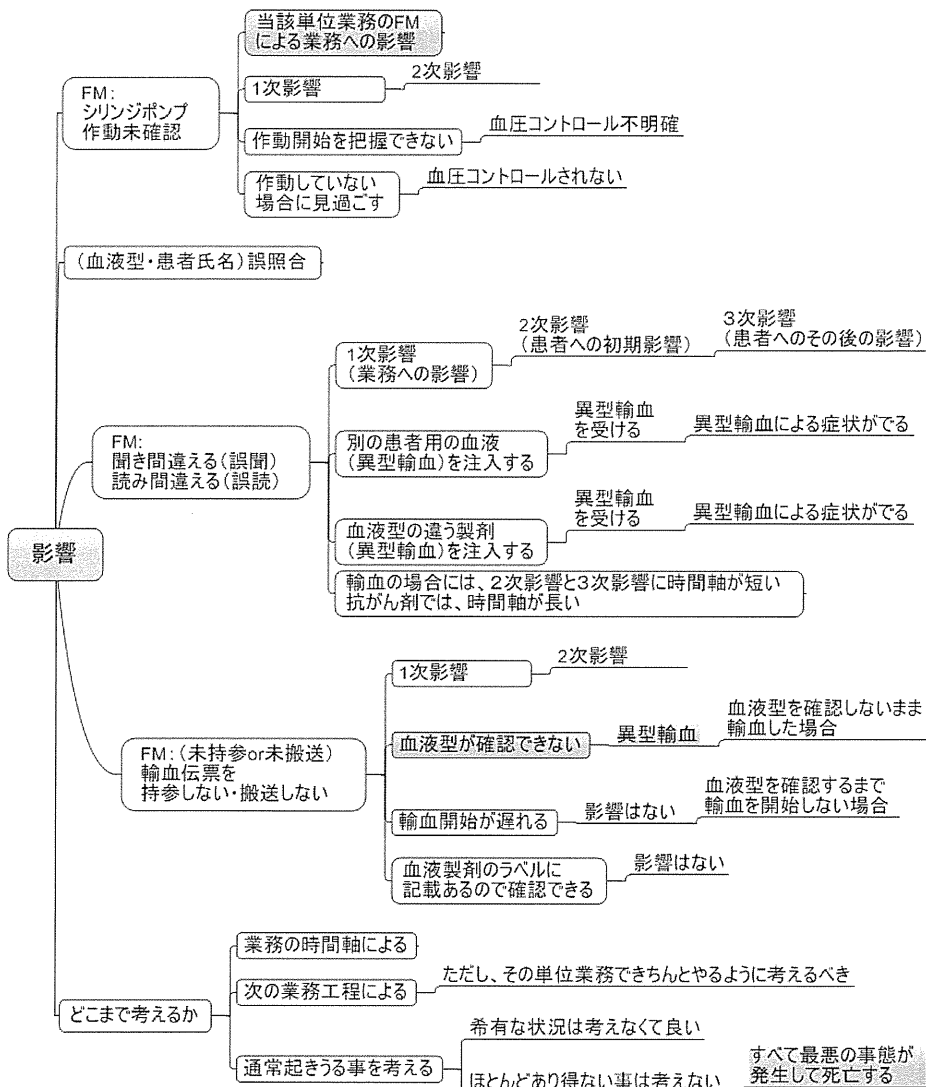 影響
FM:
シリンジポンプ
作動未確認
当該単位業務のFM
による業務への影響
1次影響
2次影響
作動開始を把握できない
血圧コントロール不明確
作動していない
場合に見過ごす
血圧コントロールされない
(血液型・患者氏名)誤照合
FM:
聞き間違える(誤聞)
読み間違える(誤読)
1次影響
(業務への影響)
2次影響
(患者への初期影響)
3次影響
(患者へのその後の影響)
別の患者用の血液
(異型輸血)を注入する
異型輸血
を受ける
異型輸血による症状がでる
血液型の違う製剤
(異型輸血)を注入する
異型輸血
を受ける
異型輸血による症状がでる
輸血の場合には、2次影響と3次影響に時間軸が短い
抗がん剤では、時間軸が長い
FM:(未持参or未搬送)
輸血伝票を
持参しない・搬送しない
1次影響
2次影響
血液型が確認できない
異型輸血
血液型を確認しないまま
輸血した場合
輸血開始が遅れる
影響はない
血液型を確認するまで
輸血を開始しない場合
血液製剤のラベルに
記載あるので確認できる
影響はない
どこまで考えるか
業務の時間軸による
次の業務工程による
ただし、その単位業務できちんとやるように考えるべき
通常起きうる事を考える
希有な状況は考えなくて良い
ほとんどあり得ない事は考えない
すべて最悪の事態が
発生して死亡する